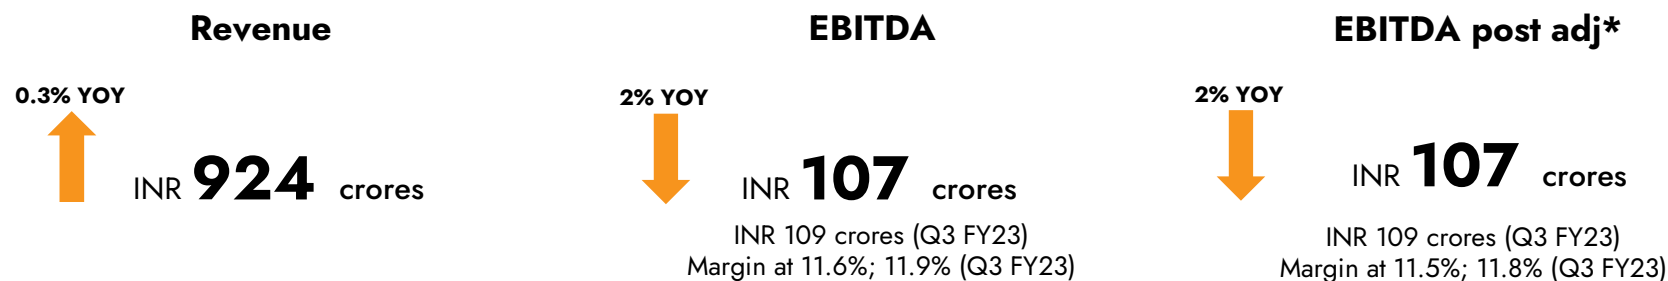 Revenue
0.3% YOY
INR 924 crores
EBITDA
2% YOY
INR 107 crores
INR 109 crores (Q3 FY23)
Margin at 11.6%; 11.9% (Q3 FY23)
EBITDA post adj*
2% YOY
INR 107 crores
INR 109 crores (Q3 FY23)
Margin at 11.5%; 11.8% (Q3 FY23)